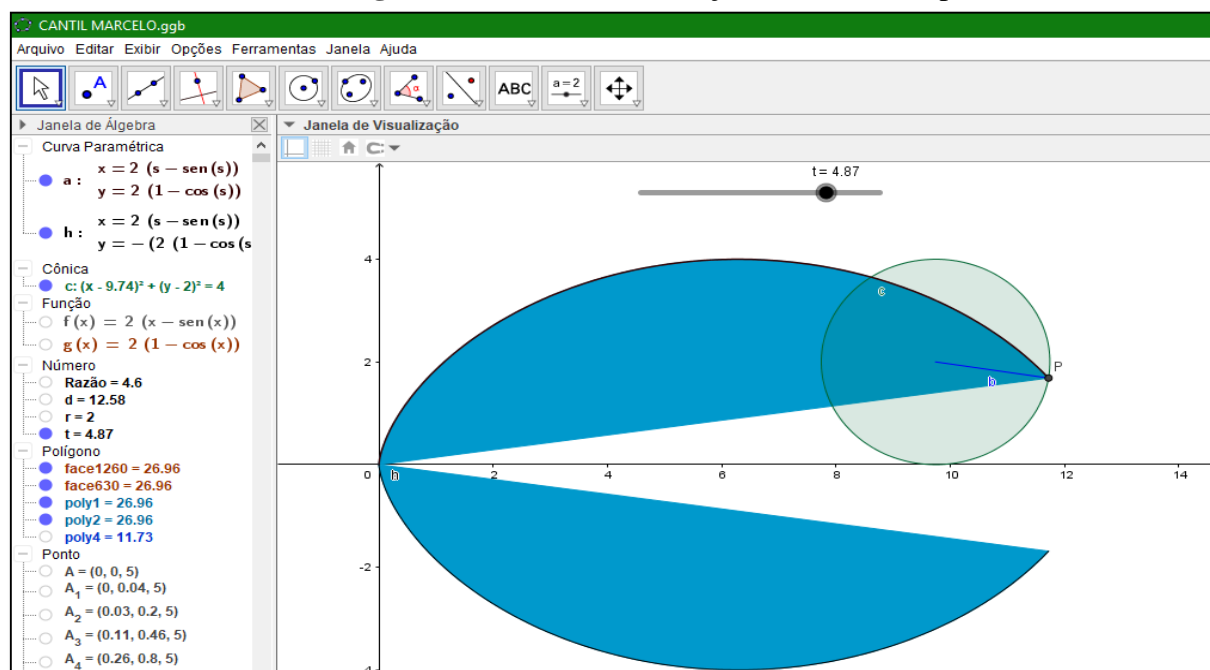 CANTIL MARCELO.ggb
Arquivo Editar Exibir Opções Ferramentas Janela Ajuda
A
α
ABC
a=2
Janela de Álgebra
Curva Paramétrica
a : x = 2 (s – sen (s))
y = 2 (1 – cos (s))
h : x = 2 (s – sen (s))
y = – (2 (1 – cos (s
Cônica
c: (x - 9.74)² + (y - 2)² = 4
Função
f (x) = 2 (x – sen (x))
g (x) = 2 (1 – cos (x))
Número
Razão = 4.6
d = 12.58
r = 2
t = 4.87
Polígono
face1260 = 26.96
face630 = 26.96
poly1 = 26.96
poly2 = 26.96
poly4 = 11.73
Ponto
A = (0, 0, 5)
A₁ = (0, 0.04, 5)
A₂ = (0.03, 0.2, 5)
A₃ = (0.11, 0.46, 5)
A₄ = (0.26, 0.8, 5)
Janela de Visualização
t = 4.87
4
c
2
P
b
0 h 2 4 6 8 10 12 14
-2
-4